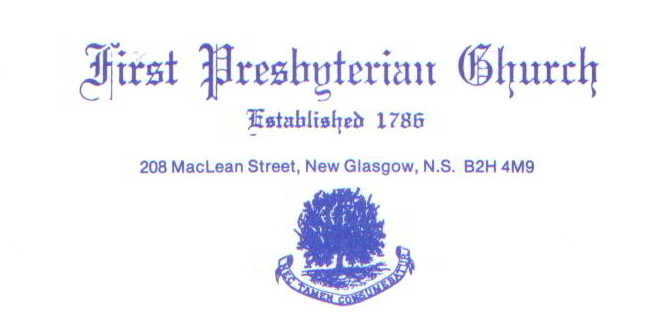 First Presbyterian Church
Established 1786
208 MacLean Street, New Glasgow, N.S. B2H 4M9
NEC TAMEN CONSUMEBATUR